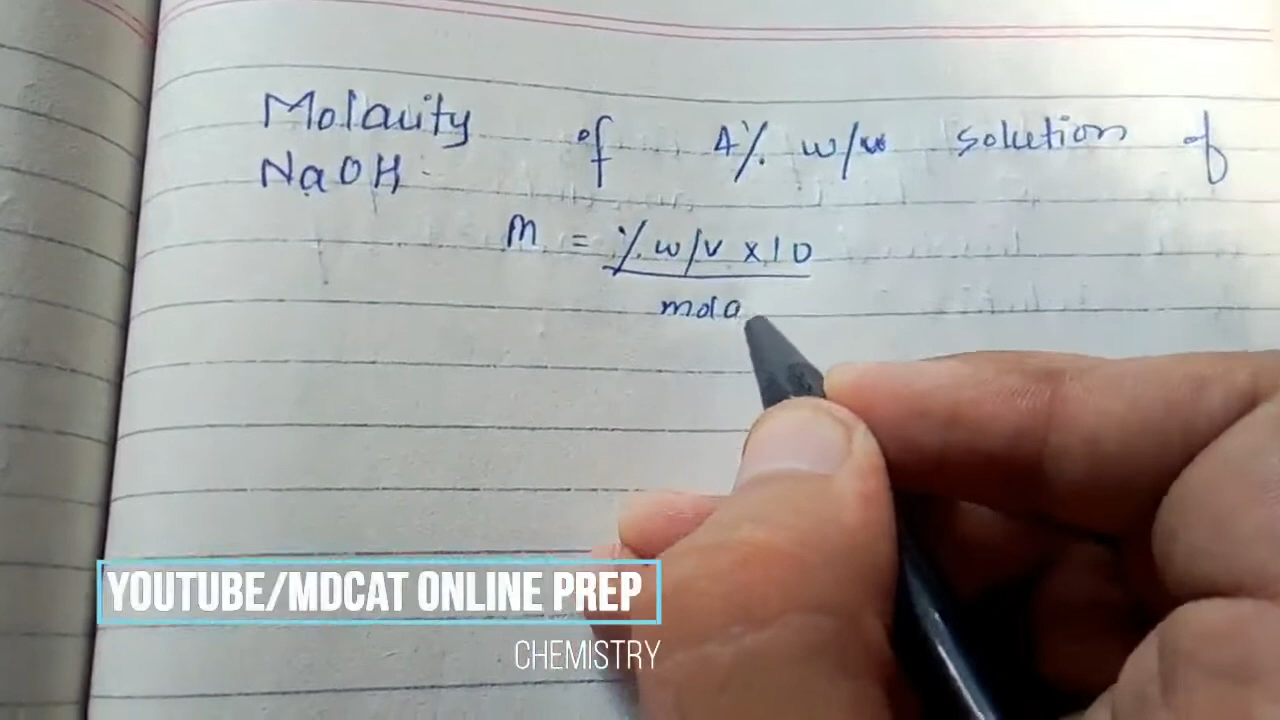 Molarity of 4% w/v solution of
NaOH.
M = % w/v x 10
mola
YOUTUBE/MDCAT ONLINE PREP
CHEMISTRY